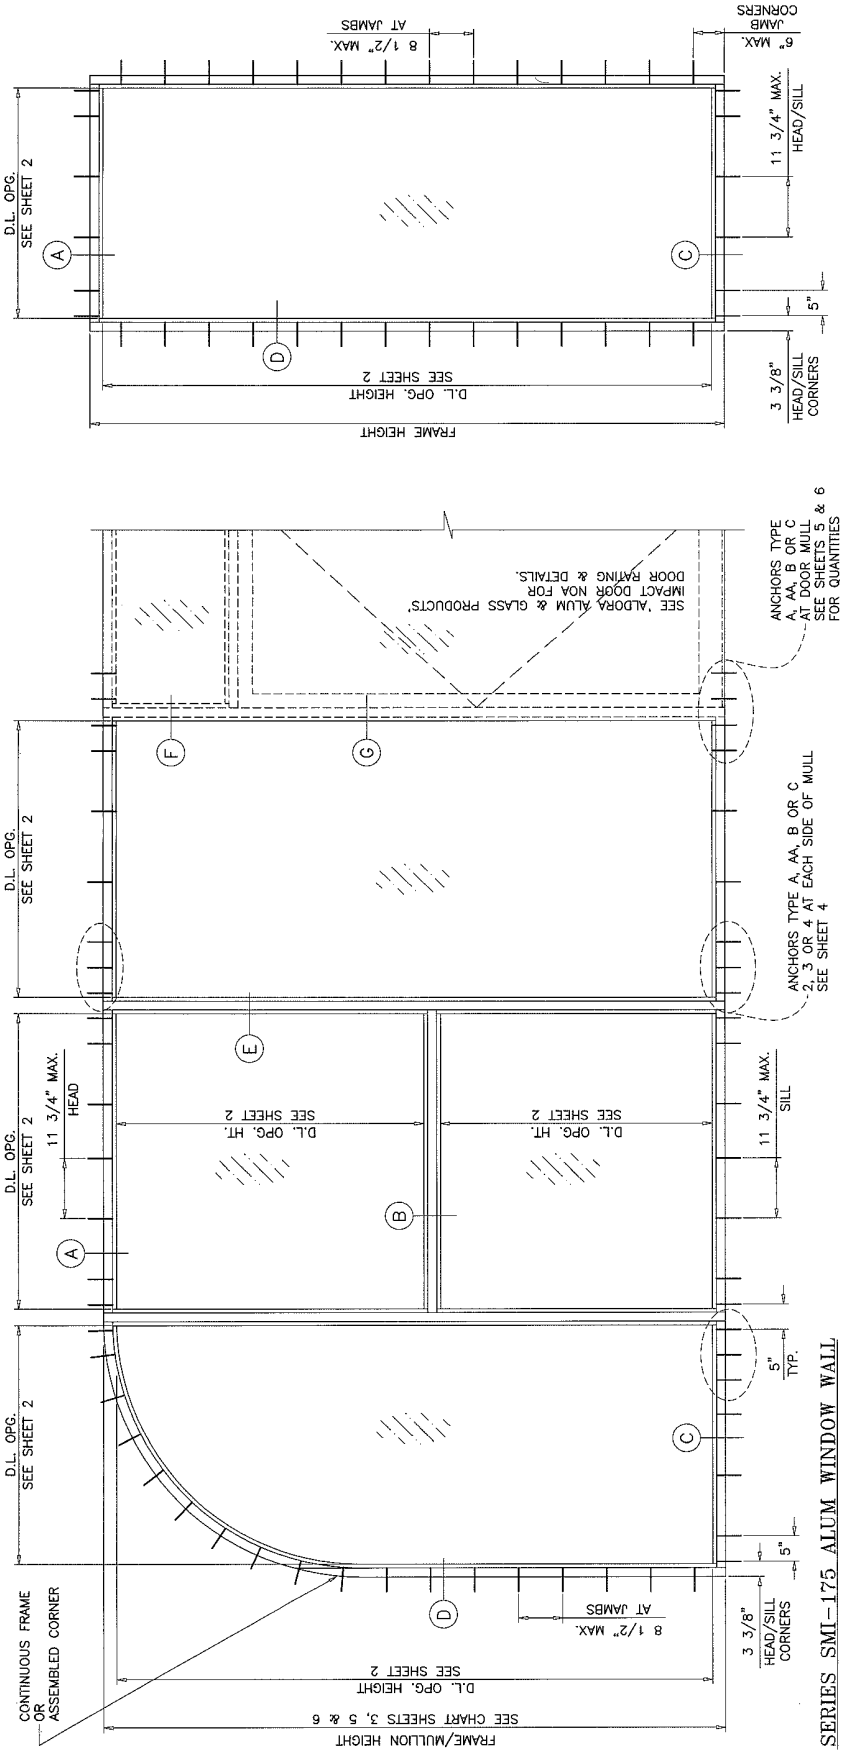 CONTINUOUS FRAME
OR
ASSEMBLED CORNER
D.L. OPG.
SEE SHEET 2
D.L. OPG.
SEE SHEET 2
11 3/4" MAX.
HEAD
D.L. OPG.
SEE SHEET 2
FRAME/MULLION HEIGHT
SEE CHART SHEETS 3, 5 & 6
D.L. OPG. HEIGHT
SEE SHEET 2
8 1/2" MAX.
AT JAMBS
D
C
A
B
E
F
G
D.L. OPG. HT.
SEE SHEET 2
D.L. OPG. HT.
SEE SHEET 2
SEE 'ALDORA ALUM & GLASS PRODUCTS'
IMPACT DOOR NOA FOR
DOOR RATING & DETAILS.
3 3/8"
HEAD/SILL
CORNERS
5"
5"
TYP.
11 3/4" MAX.
SILL
ANCHORS TYPE A, AA, B OR C
2, 3 OR 4 AT EACH SIDE OF MULL
SEE SHEET 4
ANCHORS TYPE
A, AA, B OR C
AT DOOR MULL
SEE SHEETS 5 & 6
FOR QUANTITIES
SERIES SMI-175 ALUM WINDOW WALL
D.L. OPG.
SEE SHEET 2
A
D
C
FRAME HEIGHT
D.L. OPG. HEIGHT
SEE SHEET 2
8 1/2" MAX.
AT JAMBS
6" MAX.
JAMB
CORNERS
3 3/8"
HEAD/SILL
CORNERS
5"
11 3/4" MAX.
HEAD/SILL